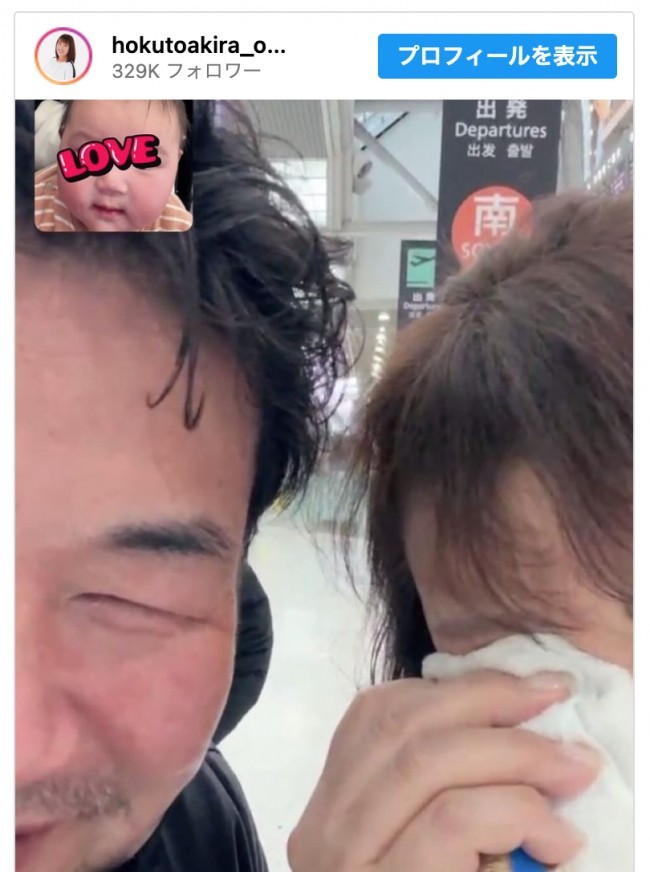 hokutoakira_o...
329K フォロワー
プロフィールを表示
LOVE
出発
Departures
出发 출발
南
出発
Departures